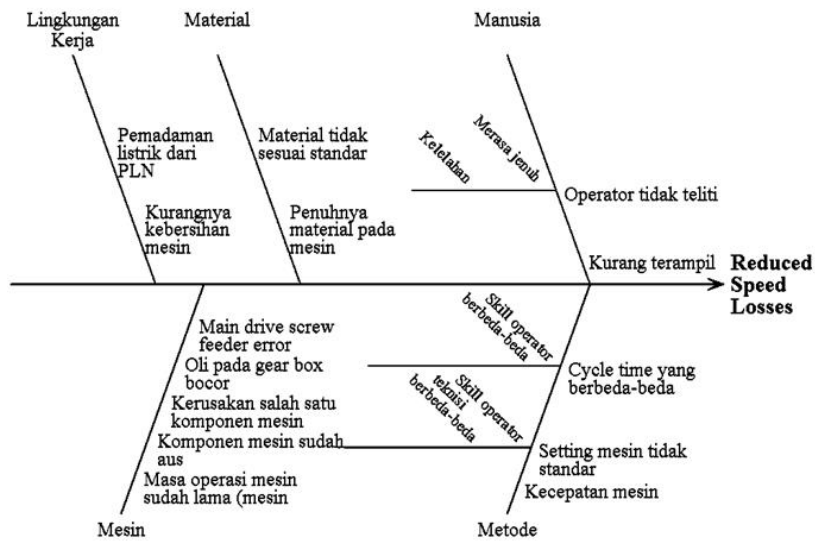 Lingkungan
Kerja
Material
Manusia
Pemadaman
listrik dari
PLN
Kurangnya
kebersihan
mesin
Material tidak
sesuai standar
Penuhnya
material pada
mesin
Kelelahan
Merasa jenuh
Operator tidak teliti
Kurang terampil
Reduced
Speed
Losses
Main drive screw
feeder error
Oli pada gear box
bocor
Kerusakan salah satu
komponen mesin
Komponen mesin sudah
aus
Masa operasi mesin
sudah lama (mesin
Mesin
Skill operator
berbeda-beda
Cycle time yang
berbeda-beda
Skill operator
teknisi
berbeda-beda
Setting mesin tidak
standar
Kecepatan mesin
Metode